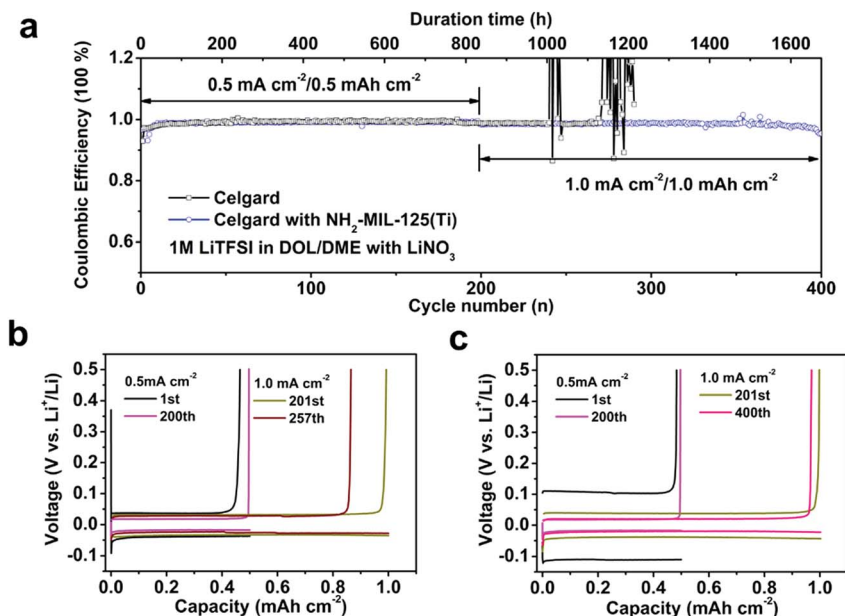 a
Duration time (h)
0 200 400 600 800 1000 1200 1400 1600
Coulombic Efficiency (100 %)
1.2
1.0
0.8
0.6
0.5 mA cm⁻²/0.5 mAh cm⁻²
1.0 mA cm⁻²/1.0 mAh cm⁻²
Celgard
Celgard with NH₂-MIL-125(Ti)
1M LiTFSI in DOL/DME with LiNO₃
0 100 200 300 400
Cycle number (n)
b
Voltage (V vs. Li⁺/Li)
0.5
0.4
0.3
0.2
0.1
0.0
-0.1
0.5mA cm⁻² 1.0 mA cm⁻²
1st 201st
200th 257th
0.0 0.2 0.4 0.6 0.8 1.0
Capacity (mAh cm⁻²)
c
Voltage (V vs. Li⁺/Li)
0.5
0.4
0.3
0.2
0.1
0.0
-0.1
0.5mA cm⁻² 1.0 mA cm⁻²
1st 201st
200th 400th
0.0 0.2 0.4 0.6 0.8 1.0
Capacity (mAh cm⁻²)